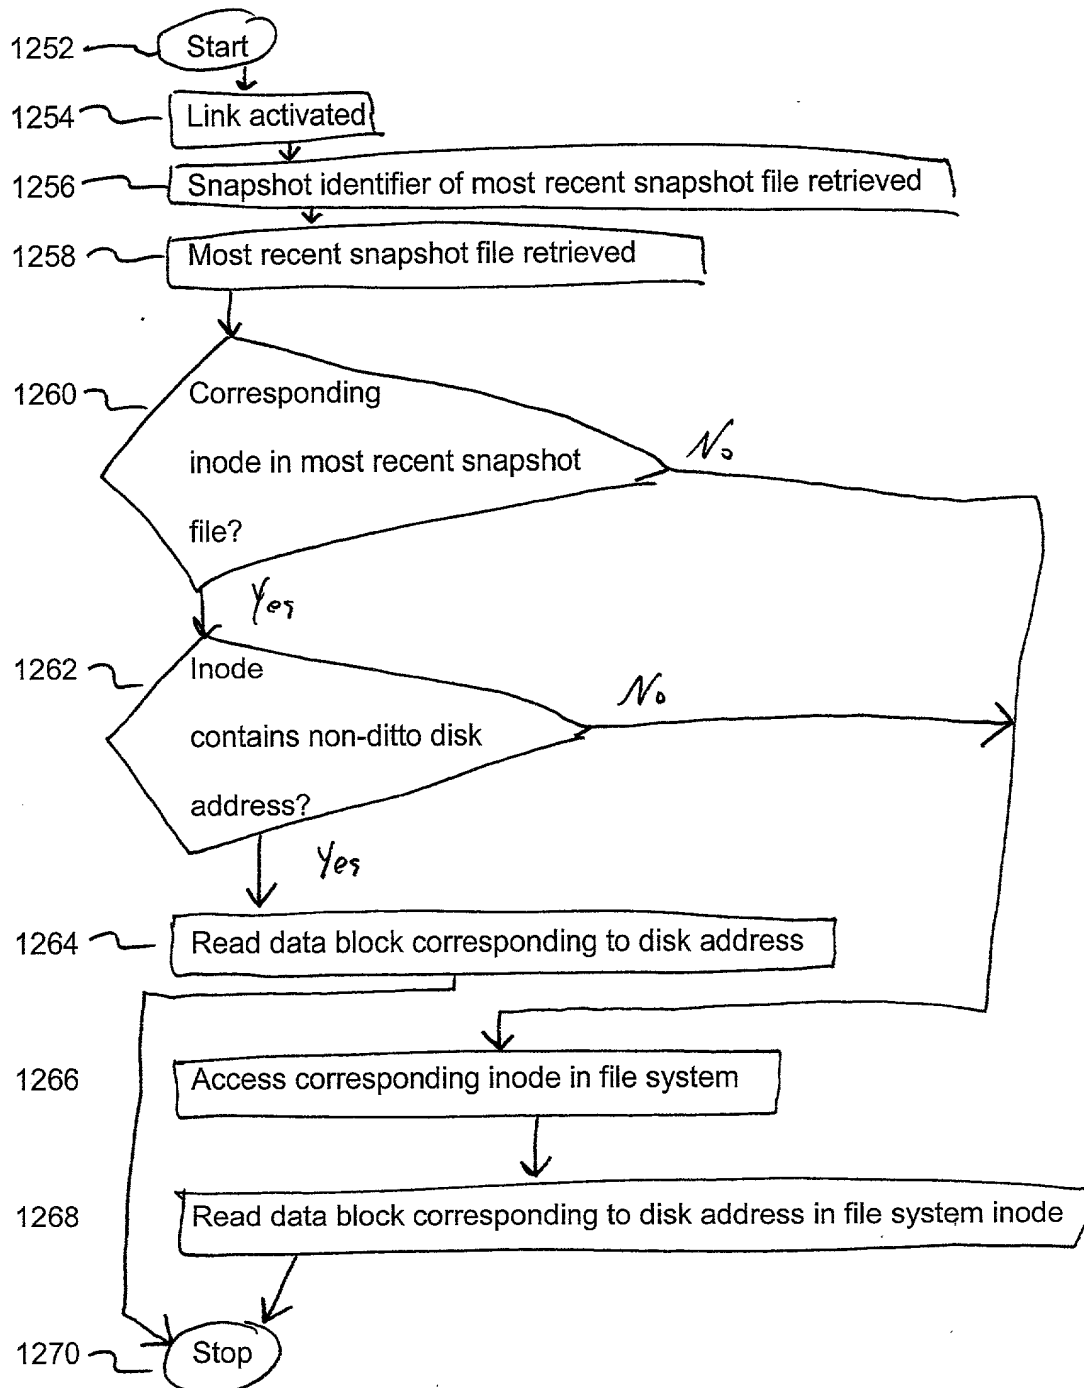 1252 Start
1254 Link activated
1256 Snapshot identifier of most recent snapshot file retrieved
1258 Most recent snapshot file retrieved
1260 Corresponding
inode in most recent snapshot
No
file?
Yes
1262 Inode
No
contains non-ditto disk
address?
Yes
1264 Read data block corresponding to disk address
1266 Access corresponding inode in file system
1268 Read data block corresponding to disk address in file system inode
1270 Stop